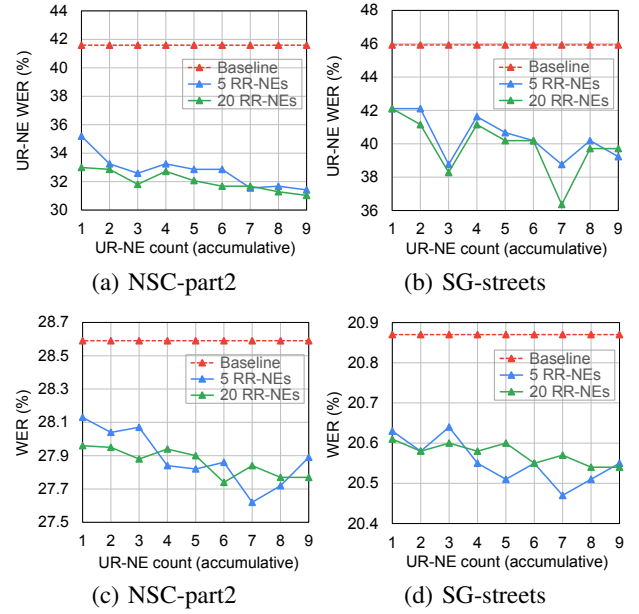 44
42
40
38
36
34
32
30
UR-NE WER (%)
Baseline
5 RR-NEs
20 RR-NEs
1 2 3 4 5 6 7 8 9
UR-NE count (accumulative)
(a) NSC-part2
48
46
44
42
40
38
36
UR-NE WER (%)
Baseline
5 RR-NEs
20 RR-NEs
1 2 3 4 5 6 7 8 9
UR-NE count (accumulative)
(b) SG-streets
28.7
28.5
28.3
28.1
27.9
27.7
27.5
WER (%)
Baseline
5 RR-NEs
20 RR-NEs
1 2 3 4 5 6 7 8 9
UR-NE count (accumulative)
(c) NSC-part2
20.9
20.8
20.7
20.6
20.5
20.4
WER (%)
Baseline
5 RR-NEs
20 RR-NEs
1 2 3 4 5 6 7 8 9
UR-NE count (accumulative)
(d) SG-streets